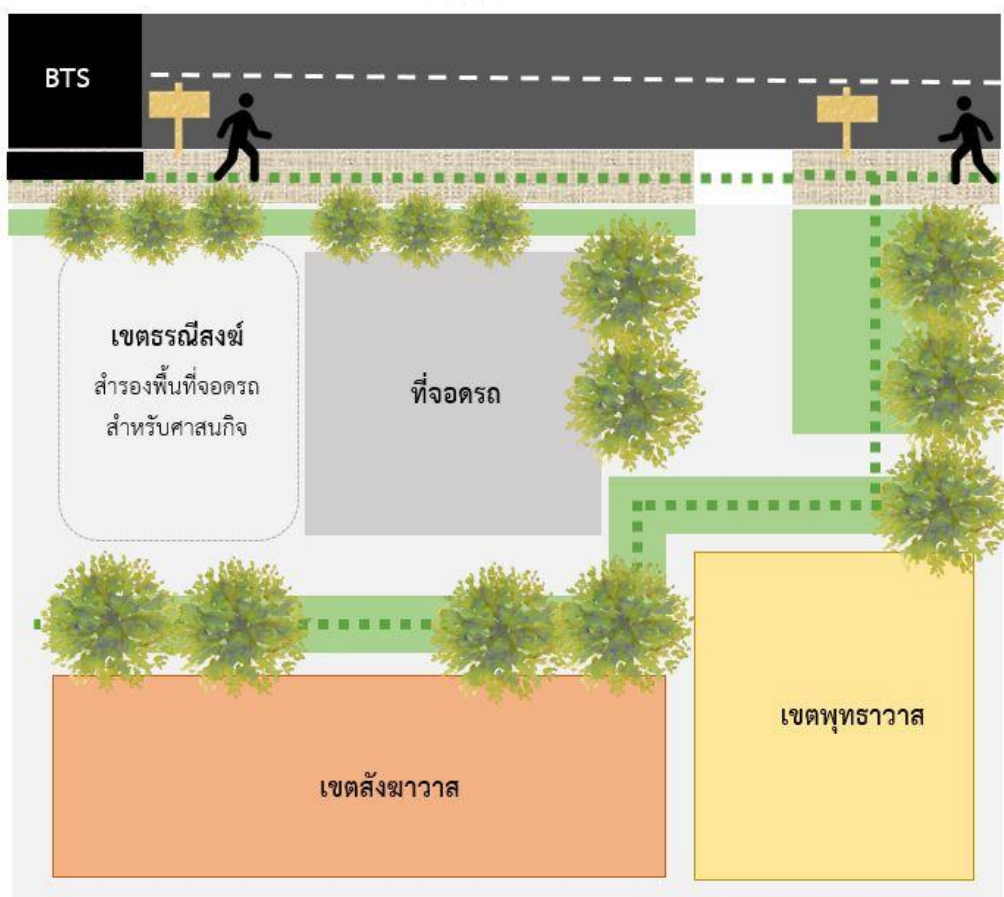 BTS
เขตธรณีสงฆ์
สำรองพื้นที่จอดรถ
สำหรับศาสนกิจ
ที่จอดรถ
เขตพุทธาวาส
เขตสังฆาวาส